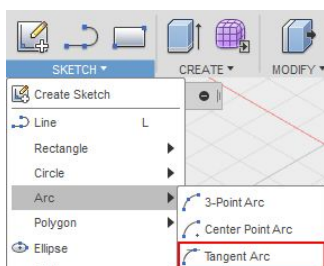 SKETCH ▾ CREATE ▾ MODIFY ▾
Create Sketch
Line L
Rectangle
Circle
Arc
3-Point Arc
Polygon
Center Point Arc
Ellipse
Tangent Arc